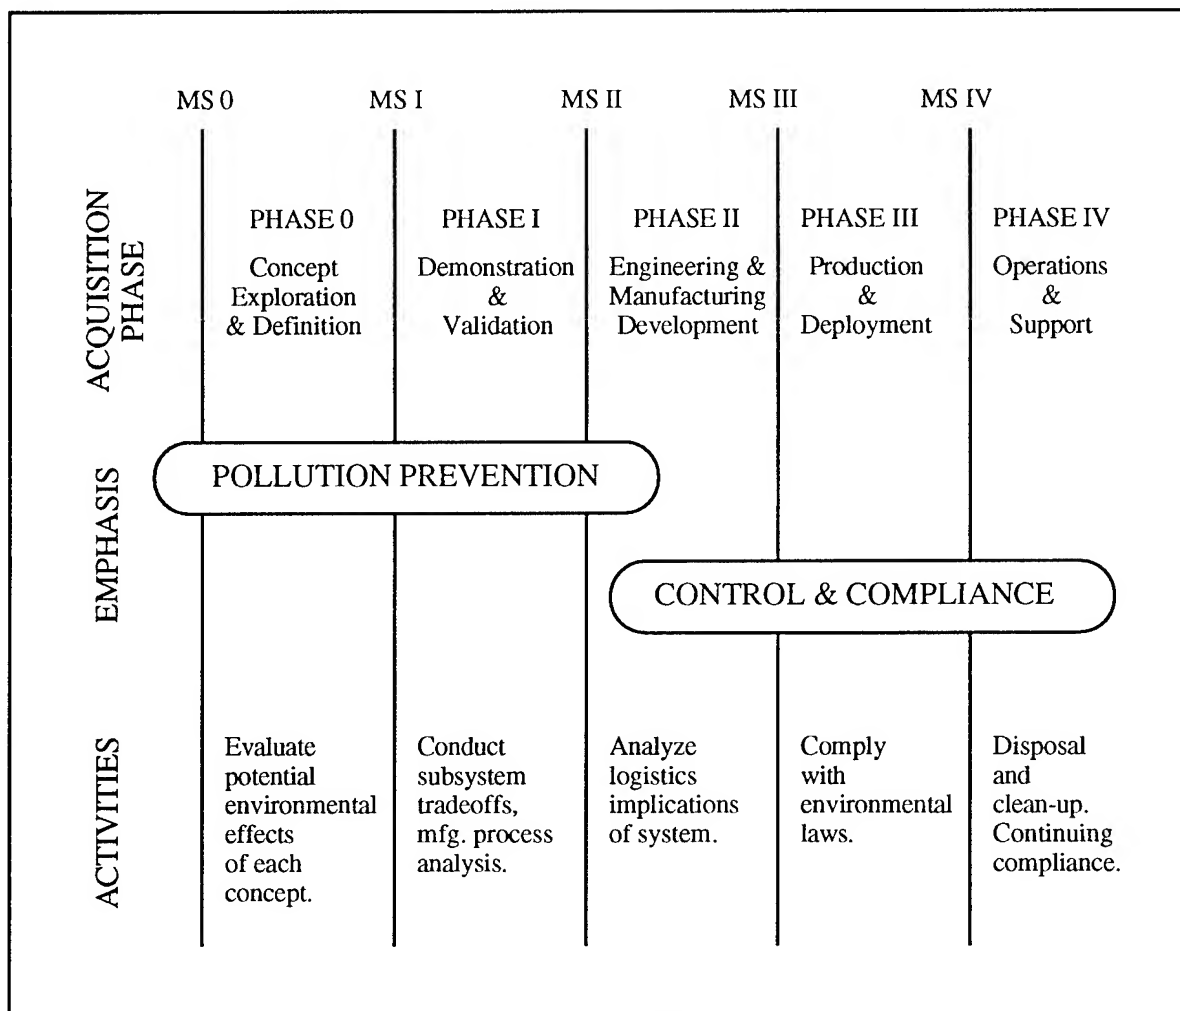 MS 0
MS I
MS II
MS III
MS IV
ACQUISITION
PHASE
PHASE 0
Concept
Exploration
& Definition
PHASE I
Demonstration
&
Validation
PHASE II
Engineering &
Manufacturing
Development
PHASE III
Production
&
Deployment
PHASE IV
Operations
&
Support
EMPHASIS
POLLUTION PREVENTION
CONTROL & COMPLIANCE
ACTIVITIES
Evaluate
potential
environmental
effects
of each
concept.
Conduct
subsystem
tradeoffs,
mfg. process
analysis.
Analyze
logistics
implications
of system.
Comply
with
environmental
laws.
Disposal
and
clean-up.
Continuing
compliance.